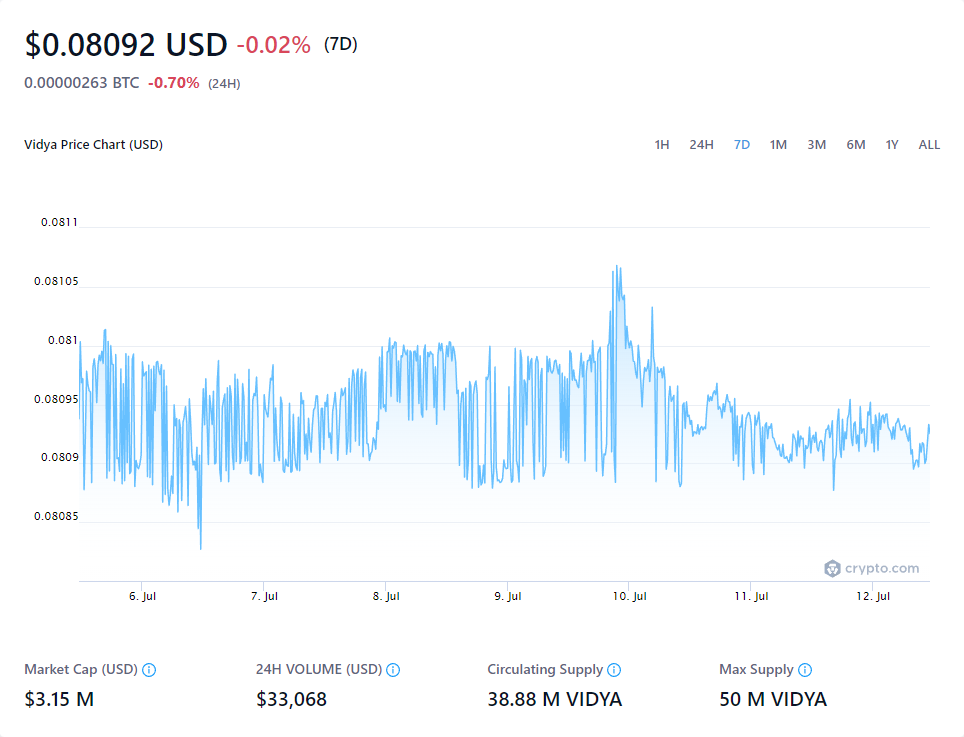 $0.08092 USD -0.02% (7D)
0.00000263 BTC -0.70% (24H)
Vidya Price Chart (USD) 1H 24H 7D 1M 3M 6M 1Y ALL
0.0811
0.08105
0.081
0.08095
0.0809
0.08085
crypto.com
6. Jul 7. Jul 8. Jul 9. Jul 10. Jul 11. Jul 12. Jul
Market Cap (USD) 24H VOLUME (USD) Circulating Supply Max Supply
$3.15 M $33,068 38.88 M VIDYA 50 M VIDYA